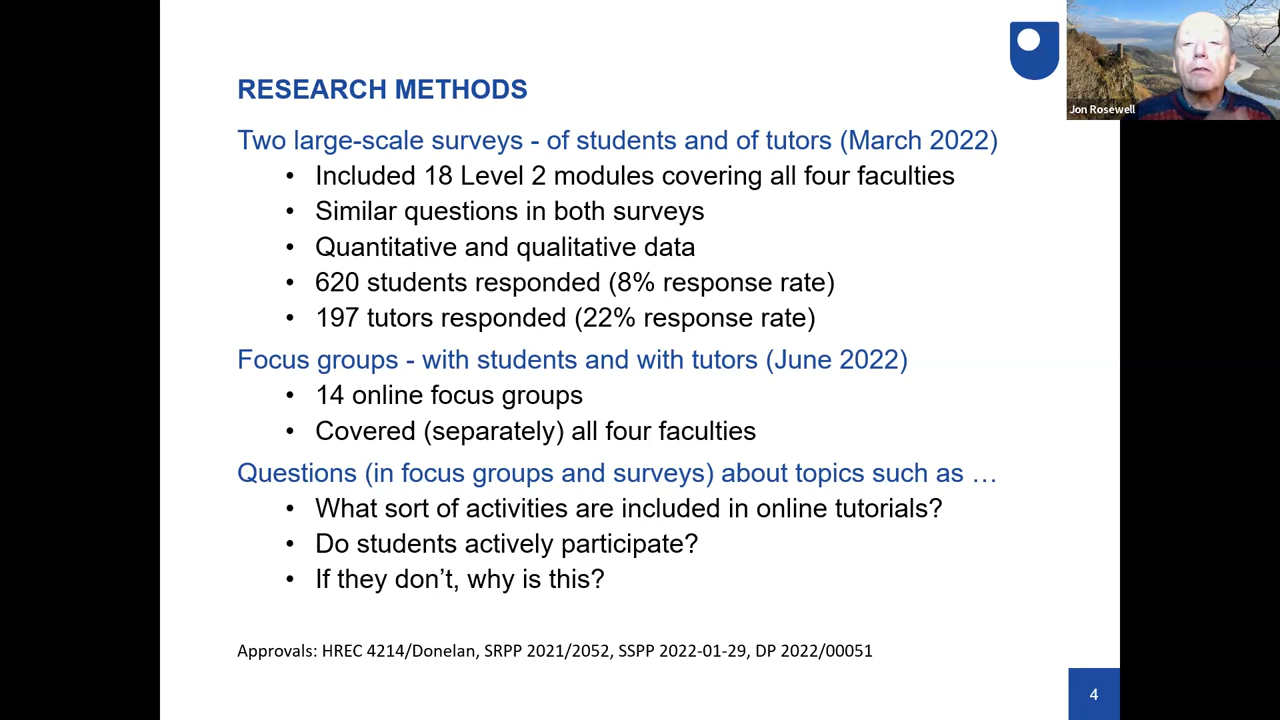 RESEARCH METHODS
Two large-scale surveys - of students and of tutors (March 2022)
• Included 18 Level 2 modules covering all four faculties
• Similar questions in both surveys
• Quantitative and qualitative data
• 620 students responded (8% response rate)
• 197 tutors responded (22% response rate)
Focus groups - with students and with tutors (June 2022)
• 14 online focus groups
• Covered (separately) all four faculties
Questions (in focus groups and surveys) about topics such as …
• What sort of activities are included in online tutorials?
• Do students actively participate?
• If they don’t, why is this?
Approvals: HREC 4214/Donelan, SRPP 2021/2052, SSPP 2022-01-29, DP 2022/00051
4
Jon Rosewell